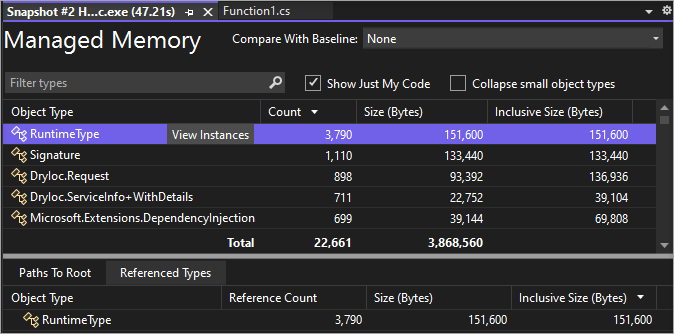 Snapshot #2 H...c.exe (47.21s) Function1.cs
Managed Memory Compare With Baseline: None
Filter types Show Just My Code Collapse small object types
Object Type Count Size (Bytes) Inclusive Size (Bytes)
RuntimeType View Instances 3,790 151,600 151,600
Signature 1,110 133,440 133,440
DryIoc.Request 898 93,392 136,936
DryIoc.ServiceInfo+WithDetails 711 22,752 39,104
Microsoft.Extensions.DependencyInjection 699 39,144 69,808
Total 22,661 3,868,560
Paths To Root Referenced Types
Object Type Reference Count Size (Bytes) Inclusive Size (Bytes)
RuntimeType 3,790 151,600 151,600